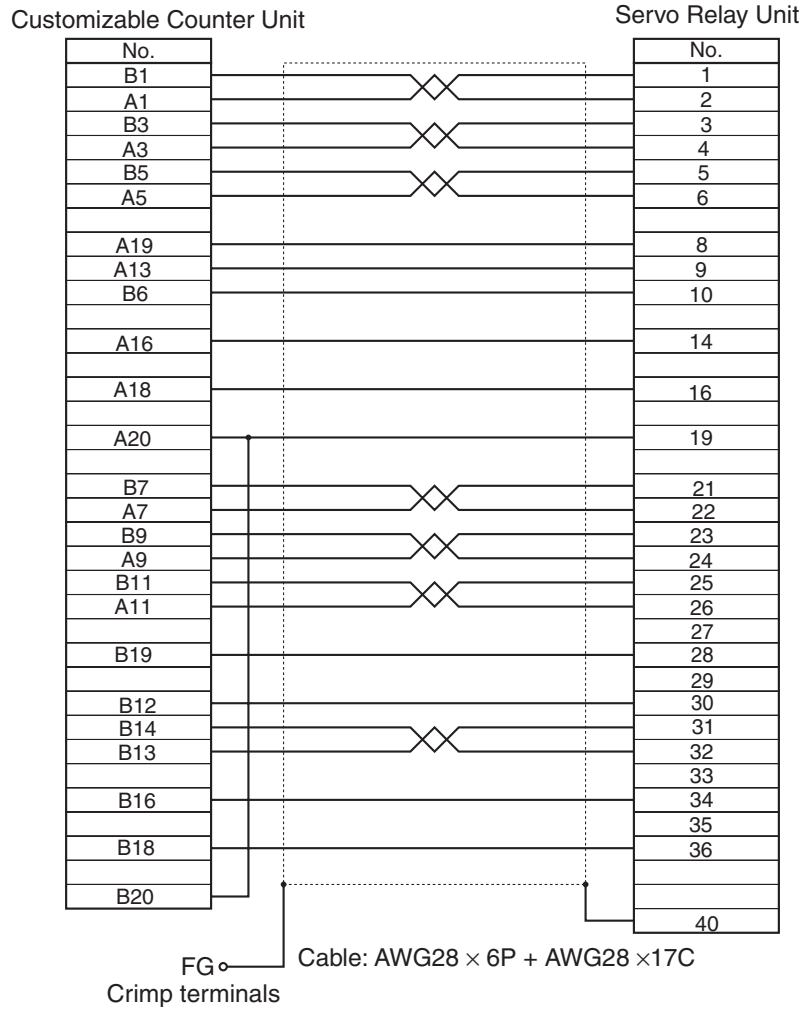 Customizable Counter Unit Servo Relay Unit
No. No.
B1 1
A1 2
B3 3
A3 4
B5 5
A5 6
A19 8
A13 9
B6 10
A16 14
A18 16
A20 19
B7 21
A7 22
B9 23
A9 24
B11 25
A11 26
27
B19 28
29
B12 30
B14 31
B13 32
33
B16 34
35
B18 36
B20
40
FG Cable: AWG28 × 6P + AWG28 ×17C
Crimp terminals